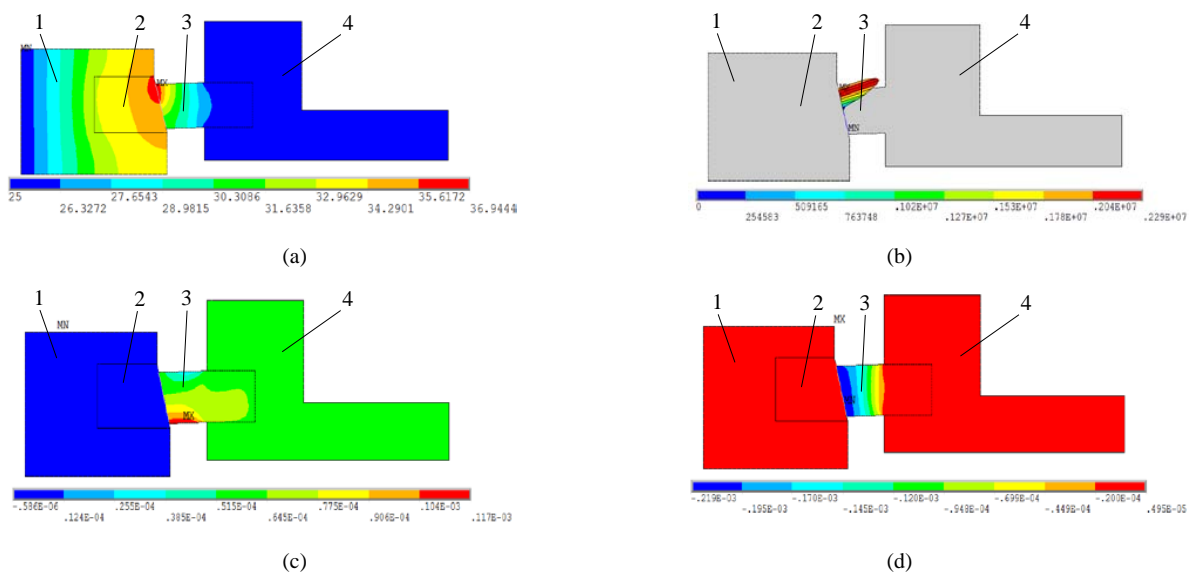 1 2 3 4
MN
MX
25 27.6543 30.3086 32.9629 35.6172
26.3272 28.9815 31.6358 34.2901 36.9444
(a)
1 2 3 4
MX
MN
0 509165 .102E+07 .153E+07 .204E+07
254583 763748 .127E+07 .178E+07 .229E+07
(b)
1 2 3 4
MN
MX
-.586E-06 .255E-04 .515E-04 .775E-04 .104E-03
.124E-04 .385E-04 .645E-04 .906E-04 .117E-03
(c)
1 2 3 4
MX
MN
-.219E-03 -.170E-03 -.120E-03 -.699E-04 -.200E-04
-.195E-03 -.145E-03 -.948E-04 -.449E-04 .495E-05
(d)